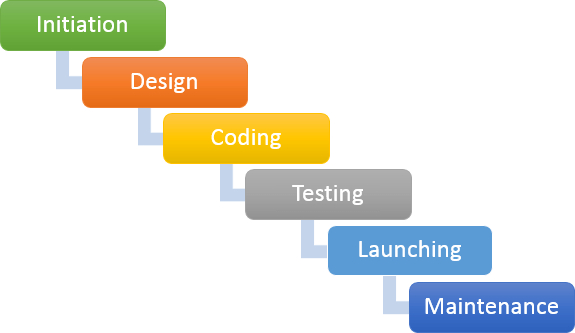 Initiation
Design
Coding
Testing
Launching
Maintenance